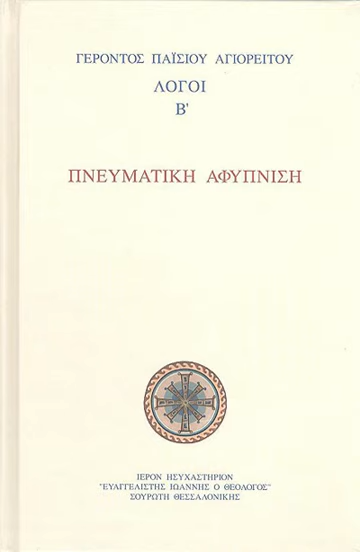 ΓΕΡΟΝΤΟΣ ΠΑΪΣΙΟΥ ΑΓΙΟΡΕΙΤΟΥ
ΛΟΓΟΙ
Β'
ΠΝΕΥΜΑΤΙΚΗ ΑΦΥΠΝΙΣΗ
ΙΕΡΟΝ ΗΣΥΧΑΣΤΗΡΙΟΝ
"ΕΥΑΓΓΕΛΙΣΤΗΣ ΙΩΑΝΝΗΣ Ο ΘΕΟΛΟΓΟΣ"
ΣΟΥΡΩΤΗ ΘΕΣΣΑΛΟΝΙΚΗΣ